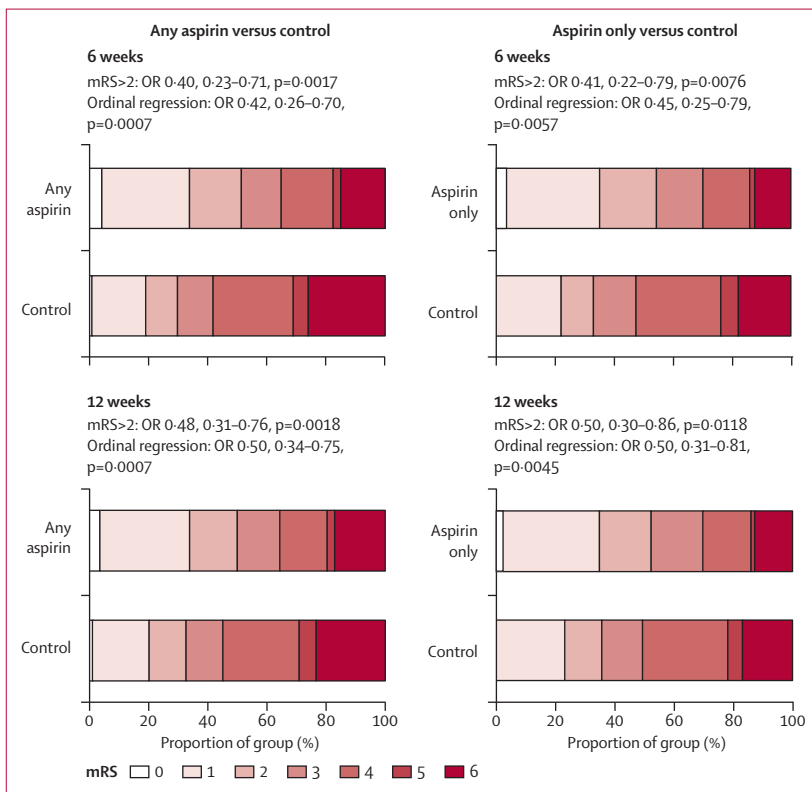 Any aspirin versus control
6 weeks
mRS>2: OR 0·40, 0·23–0·71, p=0·0017
Ordinal regression: OR 0·42, 0·26–0·70,
p=0·0007
Any
aspirin
Control
Aspirin only versus control
6 weeks
mRS>2: OR 0·41, 0·22–0·79, p=0·0076
Ordinal regression: OR 0·45, 0·25–0·79,
p=0·0057
Aspirin
only
Control
12 weeks
mRS>2: OR 0·48, 0·31–0·76, p=0·0018
Ordinal regression: OR 0·50, 0·34–0·75,
p=0·0007
Any
aspirin
Control
0 20 40 60 80 100
Proportion of group (%)
12 weeks
mRS>2: OR 0·50, 0·30–0·86, p=0·0118
Ordinal regression: OR 0·50, 0·31–0·81,
p=0·0045
Aspirin
only
Control
0 20 40 60 80 100
Proportion of group (%)
mRS 0 1 2 3 4 5 6